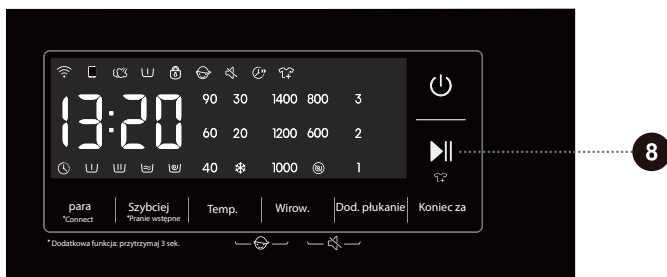 13:20
90 30 1400 800 3
60 20 1200 600 2
40 1000 1
8
para Szybciej Temp. Wirow. Dod. płukanie Koniec za
*Connect *Pranie wstępne
* Dodatkowa funkcja: przytrzymaj 3 sek.